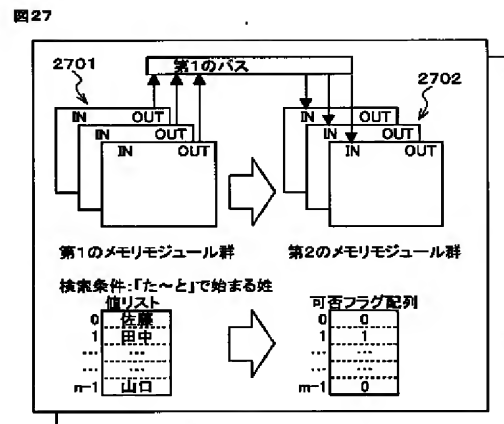 図27
2701
第1のバス
2702
IN OUT
IN OUT
IN OUT
IN OUT
IN OUT
IN OUT
第1のメモリモジュール群
第2のメモリモジュール群
検索条件:「た～と」で始まる姓
値リスト
可否フラグ配列
0 佐藤
1 田中
... ...
... ...
n-1 山口
0 0
1 1
... ...
... ...
m-1 0